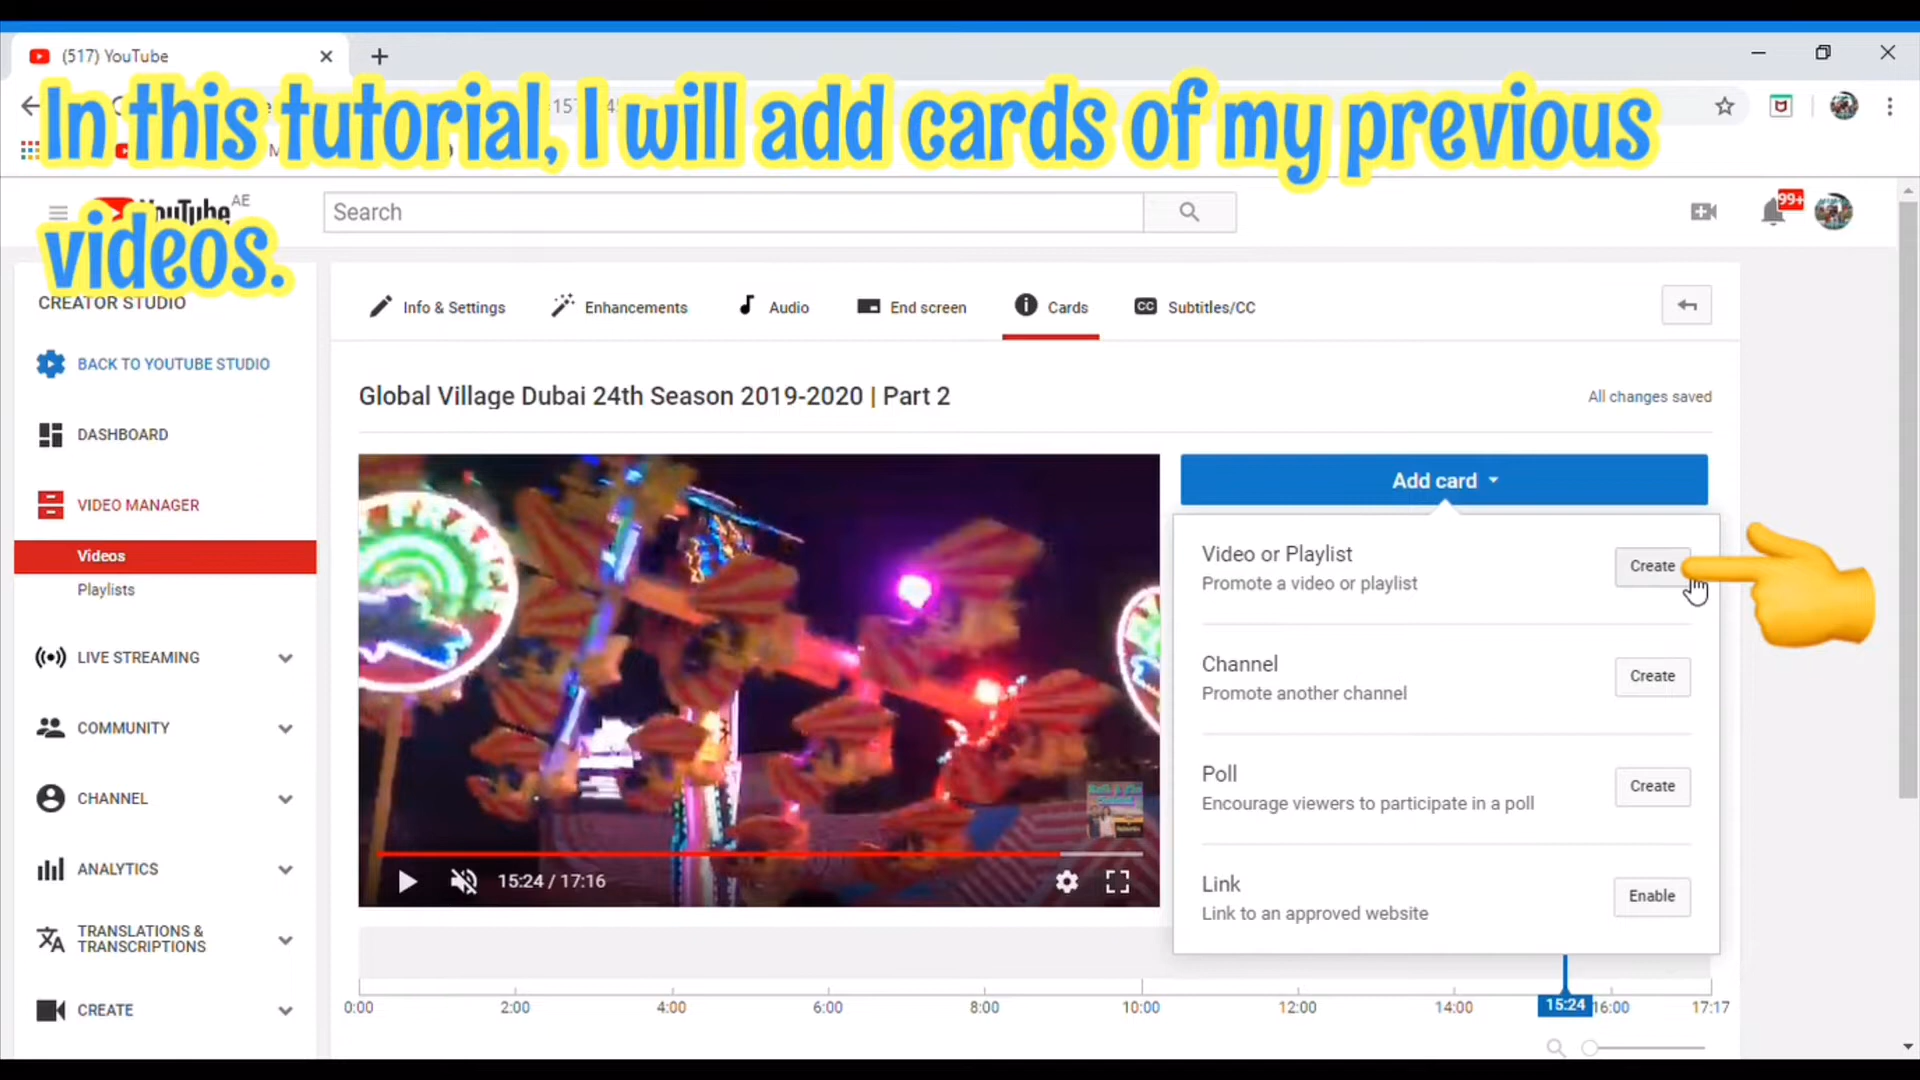 (517) YouTube
In this tutorial, I will add cards of my previous
videos.
YouTube AE
Search
99+
CREATOR STUDIO
BACK TO YOUTUBE STUDIO
DASHBOARD
VIDEO MANAGER
Videos
Playlists
LIVE STREAMING
COMMUNITY
CHANNEL
ANALYTICS
TRANSLATIONS &
TRANSCRIPTIONS
CREATE
Info & Settings
Enhancements
Audio
End screen
Cards
CC Subtitles/CC
Global Village Dubai 24th Season 2019-2020 | Part 2
All changes saved
Add card
Video or Playlist
Promote a video or playlist
Create
Channel
Promote another channel
Create
Poll
Encourage viewers to participate in a poll
Create
Link
Link to an approved website
Enable
15:24 / 17:16
0:00 2:00 4:00 6:00 8:00 10:00 12:00 14:00 15:24 16:00 17:17